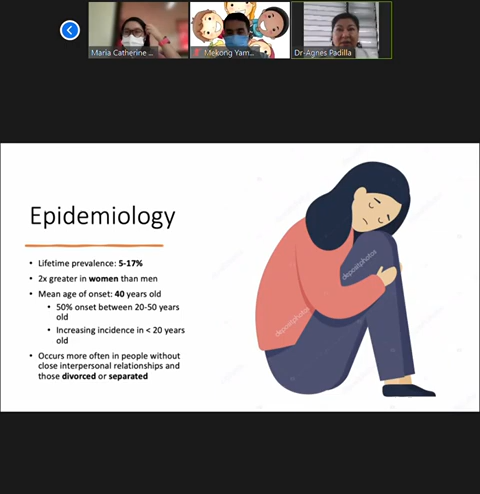 Maria Catherine ...
Mekong Yam...
Dr-Agnes Padilla
Epidemiology
• Lifetime prevalence: 5-17%
• 2x greater in women than men
• Mean age of onset: 40 years old
• 50% onset between 20-50 years
old
• Increasing incidence in < 20 years
old
• Occurs more often in people without
close interpersonal relationships and
those divorced or separated
depositphotos
depositphotos